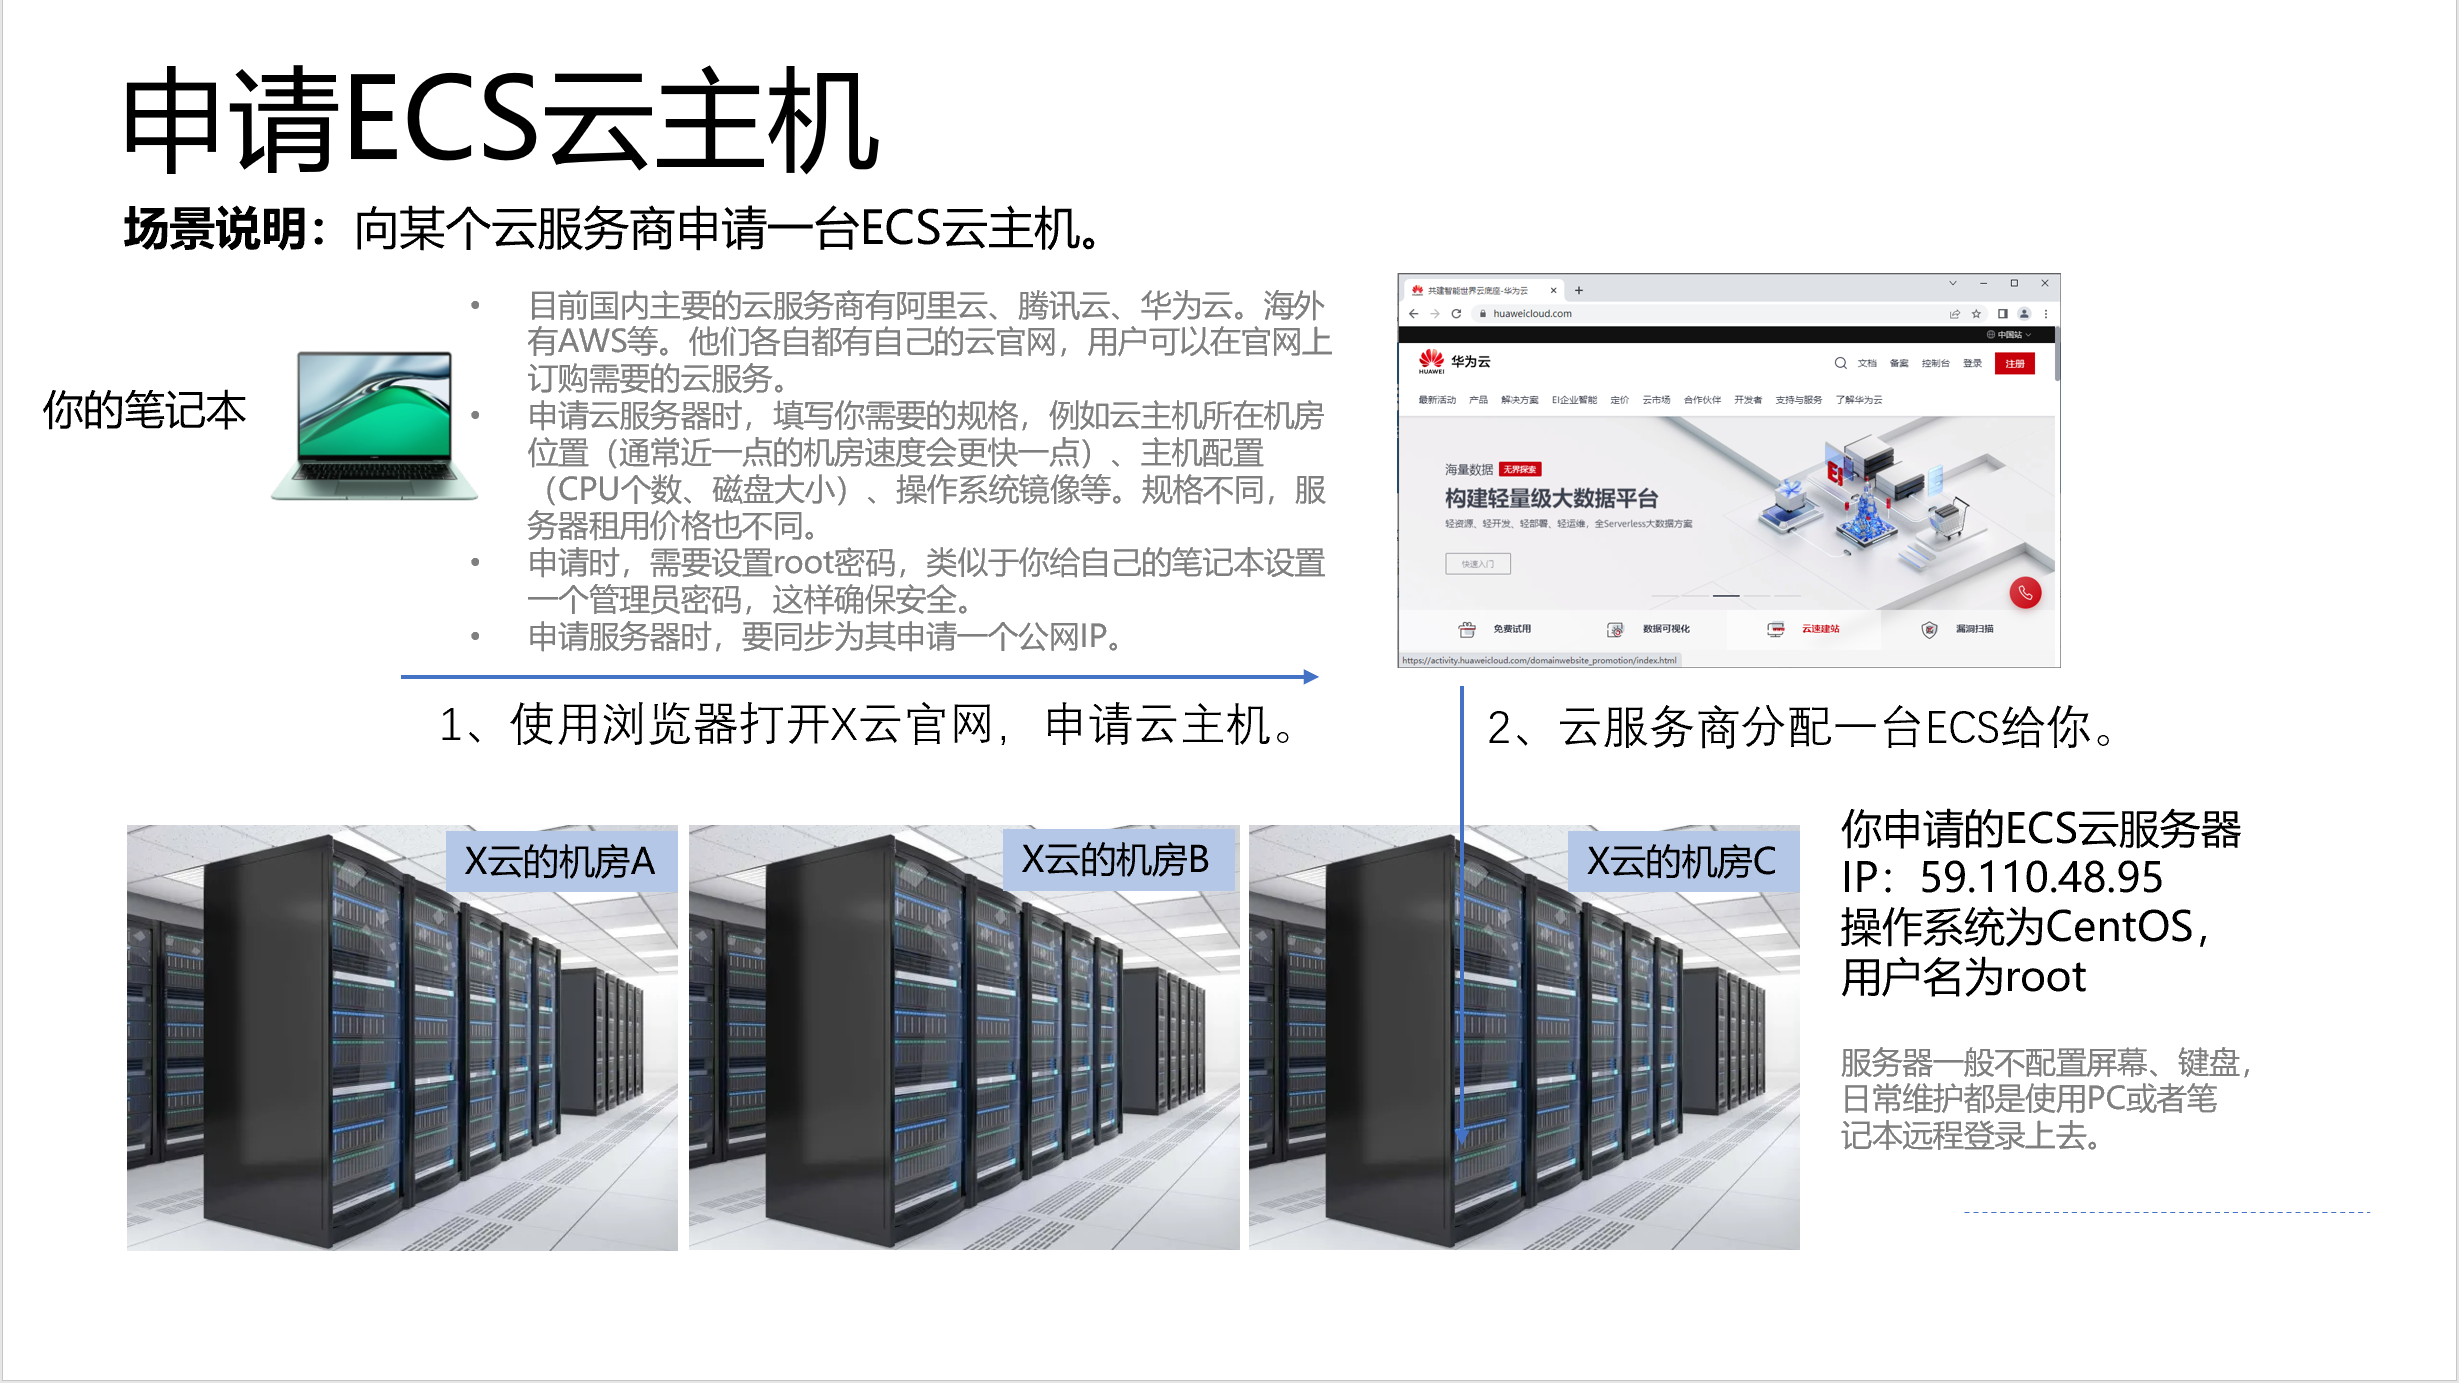 申请ECS云主机
场景说明：向某个云服务商申请一台ECS云主机。
你的笔记本
• 目前国内主要的云服务商有阿里云、腾讯云、华为云。海外
有AWS等。他们各自都有自己的云官网，用户可以在官网上
订购需要的云服务。
• 申请云服务器时，填写你需要的规格，例如云主机所在机房
位置（通常近一点的机房速度会更快一点）、主机配置
（CPU个数、磁盘大小）、操作系统镜像等。规格不同，服
务器租用价格也不同。
• 申请时，需要设置root密码，类似于你给自己的笔记本设置
一个管理员密码，这样确保安全。
• 申请服务器时，要同步为其申请一个公网IP。
共建智能世界云底座-华为云
huaweicloud.com
中国站
HUAWEI 华为云
文档 备案 控制台 登录 注册
最新活动 产品 解决方案 EI企业智能 定价 云市场 合作伙伴 开发者 支持与服务 了解华为云
海量数据 无界探索
构建轻量级大数据平台
轻资源、轻开发、轻部署、轻运维，全Serverless大数据方案
快速入门
EI
免费试用 数据可视化 云速建站 漏洞扫描
https://activity.huaweicloud.com/domainwebsite_promotion/index.html
1、使用浏览器打开X云官网，申请云主机。
2、云服务商分配一台ECS给你。
X云的机房A
X云的机房B
X云的机房C
你申请的ECS云服务器
IP：59.110.48.95
操作系统为CentOS，
用户名为root
服务器一般不配置屏幕、键盘，
日常维护都是使用PC或者笔
记本远程登录上去。